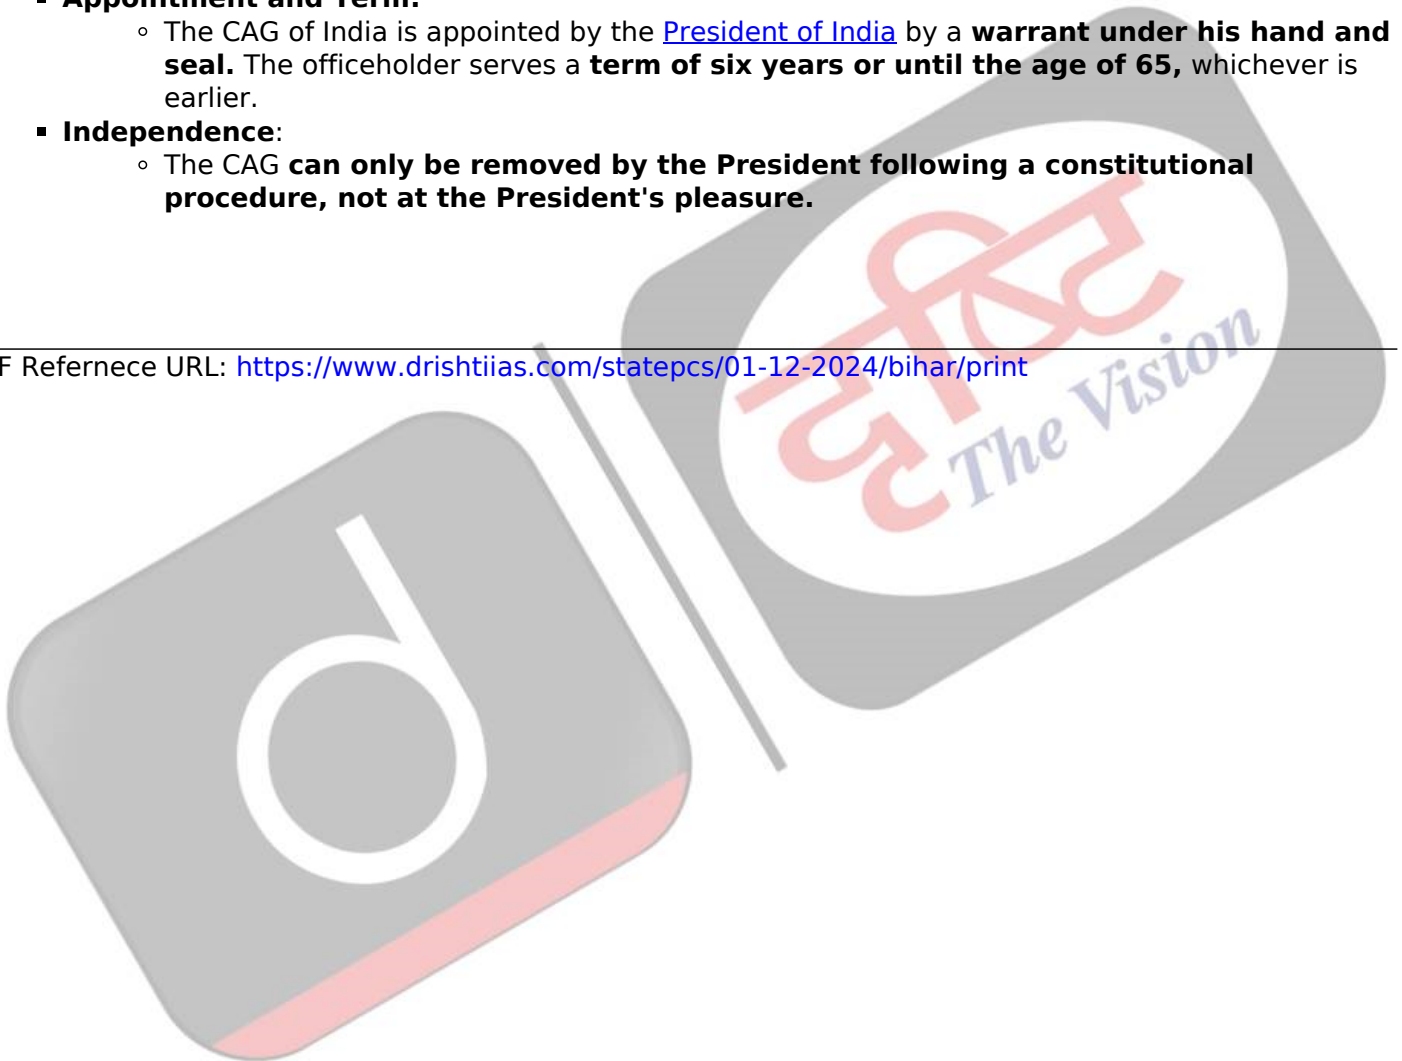 Appointment and Term:
The CAG of India is appointed by the President of India by a warrant under his hand and
seal. The officeholder serves a term of six years or until the age of 65, whichever is
earlier.
Independence:
The CAG can only be removed by the President following a constitutional
procedure, not at the President's pleasure.
F Refernece URL: https://www.drishtiias.com/statepcs/01-12-2024/bihar/print
दृष्टि
The Vision
d